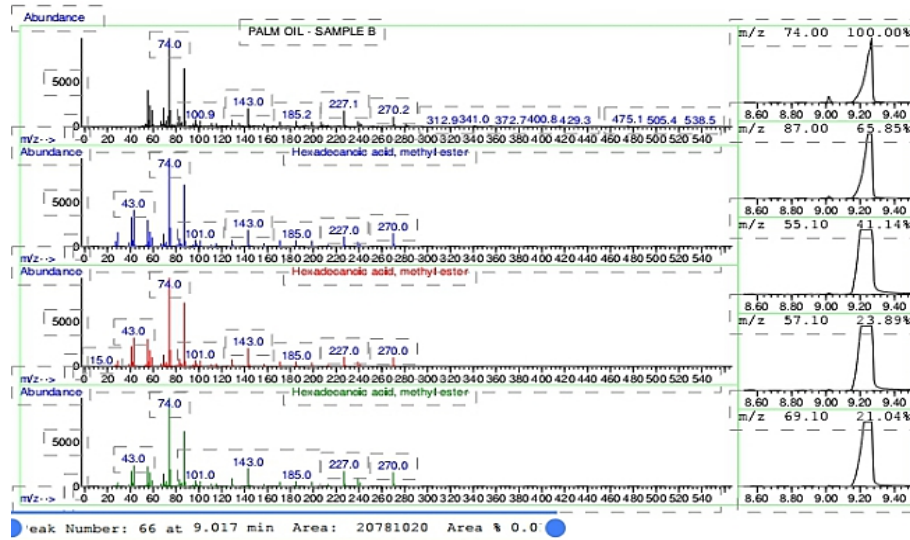 Abundance
PALM OIL - SAMPLE B
74.0
5000
100.9 143.0 185.2 227.1 270.2 312.9 341.0 372.7 400.8 429.3 475.1 505.4 538.5
0
m/z--> 0 20 40 60 80 100 120 140 160 180 200 220 240 260 280 300 320 340 360 380 400 420 440 460 480 500 520 540
Abundance
Hexadecanoic acid, methyl ester
74.0
5000
43.0 101.0 143.0 185.0 227.0 270.0
0
m/z--> 0 20 40 60 80 100 120 140 160 180 200 220 240 260 280 300 320 340 360 380 400 420 440 460 480 500 520 540
Abundance
Hexadecanoic acid, methyl ester
74.0
5000
15.0 43.0 101.0 143.0 185.0 227.0 270.0
0
m/z--> 0 20 40 60 80 100 120 140 160 180 200 220 240 260 280 300 320 340 360 380 400 420 440 460 480 500 520 540
Abundance
Hexadecanoic acid, methyl ester
74.0
5000
43.0 101.0 143.0 185.0 227.0 270.0
0
m/z--> 0 20 40 60 80 100 120 140 160 180 200 220 240 260 280 300 320 340 360 380 400 420 440 460 480 500 520 540
m/z 74.00 100.00%
8.60 8.80 9.00 9.20 9.40
m/z 87.00 65.85%
8.60 8.80 9.00 9.20 9.40
m/z 55.10 41.14%
8.60 8.80 9.00 9.20 9.40
m/z 57.10 23.89%
8.60 8.80 9.00 9.20 9.40
m/z 69.10 21.04%
8.60 8.80 9.00 9.20 9.40
eak Number: 66 at 9.017 min Area: 20781020 Area % 0.0